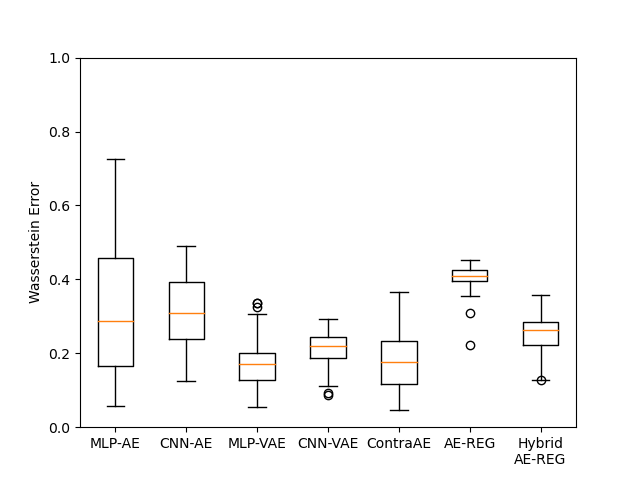 1.0
0.8
0.6
0.4
0.2
0.0
Wasserstein Error
MLP-AE
CNN-AE
MLP-VAE
CNN-VAE
ContraAE
AE-REG
Hybrid
AE-REG